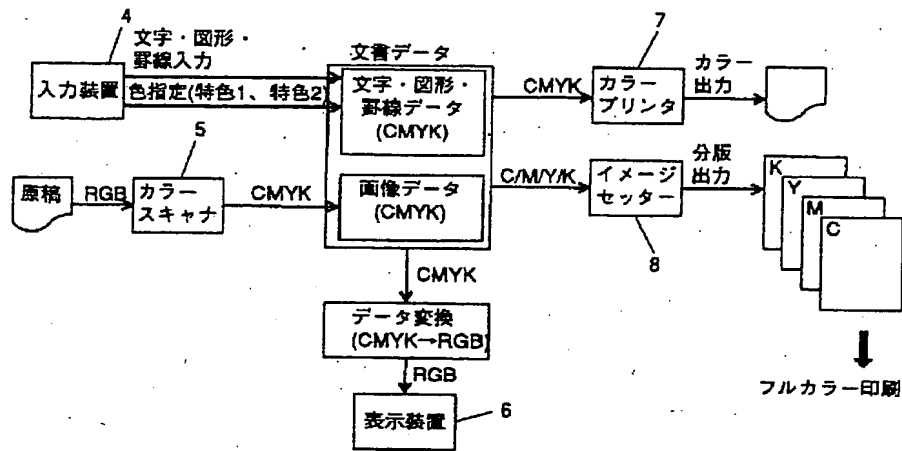 4
文字・図形・
罫線入力
入力装置
色指定(特色1、特色2)
文書データ
文字・図形・
罫線データ
(CMYK)
画像データ
(CMYK)
5
原稿
RGB
カラー
スキャナ
CMYK
CMYK
7
カラー
プリンタ
カラー
出力
C/M/Y/K
イメージ
セッター
8
分版
出力
K
Y
M
C
フルカラー印刷
CMYK
データ変換
(CMYK→RGB)
RGB
表示装置
6